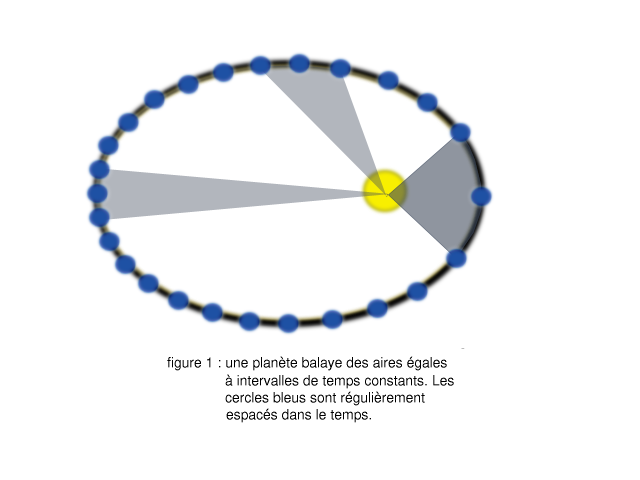 figure 1 : une planète balaye des aires égales
à intervalles de temps constants. Les
cercles bleus sont régulièrement
espacés dans le temps.